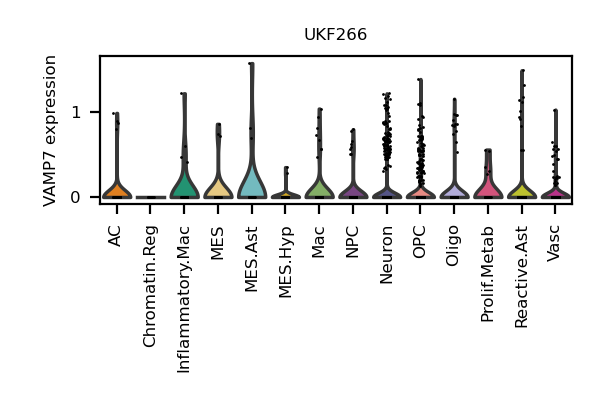 UKF266
VAMP7 expression
1
0
AC
Chromatin.Reg
Inflammatory.Mac
MES
MES.Ast
MES.Hyp
Mac
NPC
Neuron
OPC
Oligo
Prolif.Metab
Reactive.Ast
Vasc